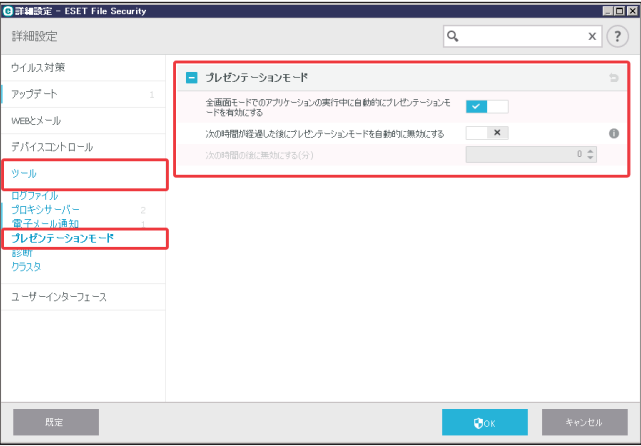 詳細設定 - ESET File Security
詳細設定
?
ウイルス対策
アップデート 1
WEBとメール
デバイスコントロール
ツール
ログファイル
プロキシサーバー 2
電子メール通知 1
プレゼンテーションモード
診断
クラスタ
ユーザーインターフェース
プレゼンテーションモード
全画面モードでのアプリケーションの実行中に自動的にプレゼンテーションモ
ードを有効にする
次の時間が経過した後にプレゼンテーションモードを自動的に無効にする
次の時間の後に無効にする(分) 0
既定
OK
キャンセル